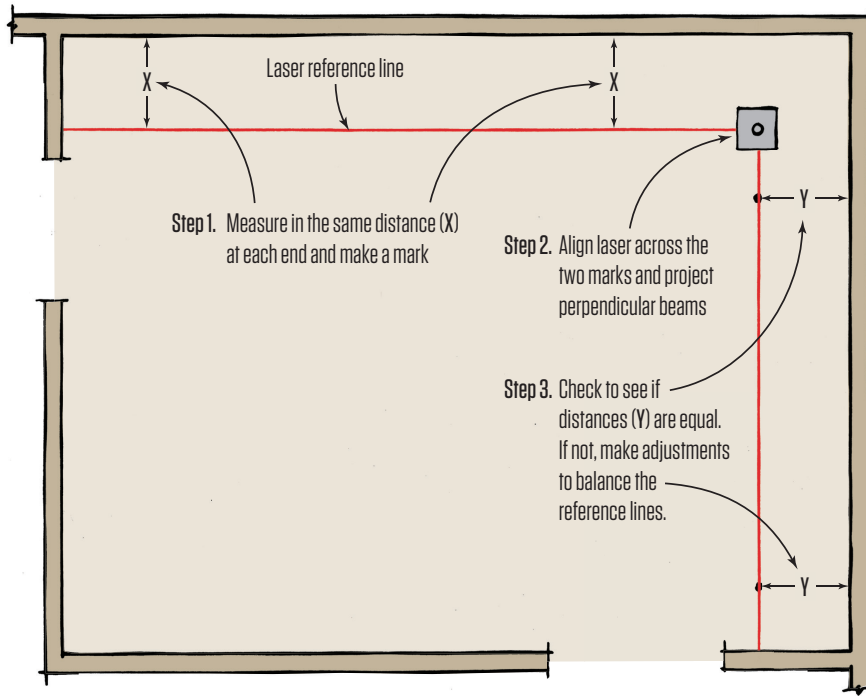 X
X
Laser reference line
Y
Step 1. Measure in the same distance (X)
at each end and make a mark
Step 2. Align laser across the
two marks and project
perpendicular beams
Step 3. Check to see if
distances (Y) are equal.
If not, make adjustments
to balance the
reference lines.
Y